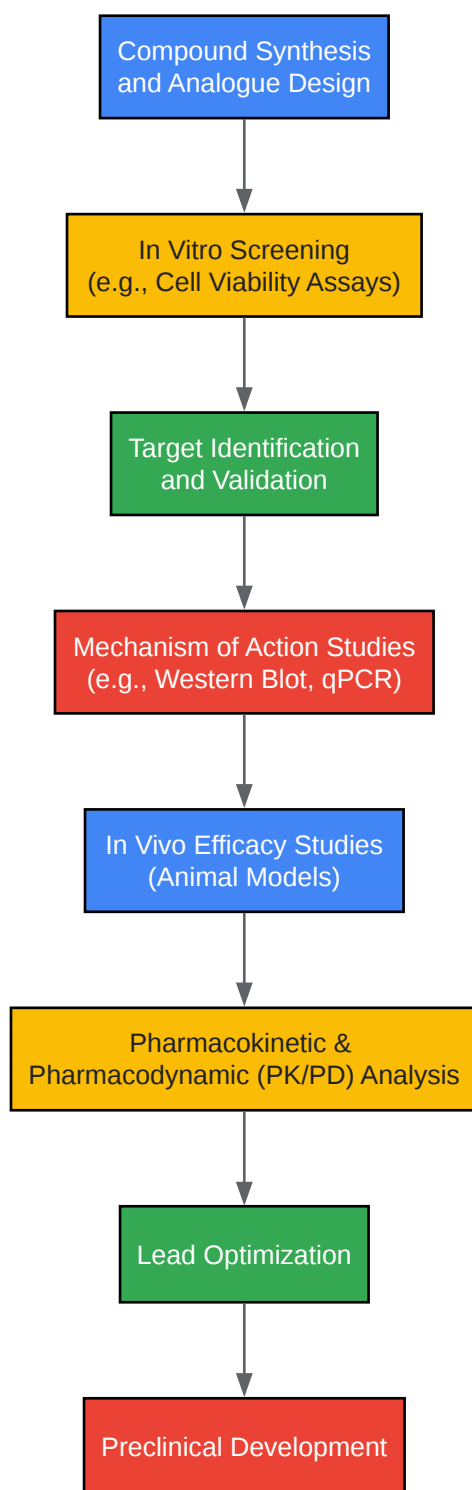 Compound Synthesis
and Analogue Design
In Vitro Screening
(e.g., Cell Viability Assays)
Target Identification
and Validation
Mechanism of Action Studies
(e.g., Western Blot, qPCR)
In Vivo Efficacy Studies
(Animal Models)
Pharmacokinetic &
Pharmacodynamic (PK/PD) Analysis
Lead Optimization
Preclinical Development